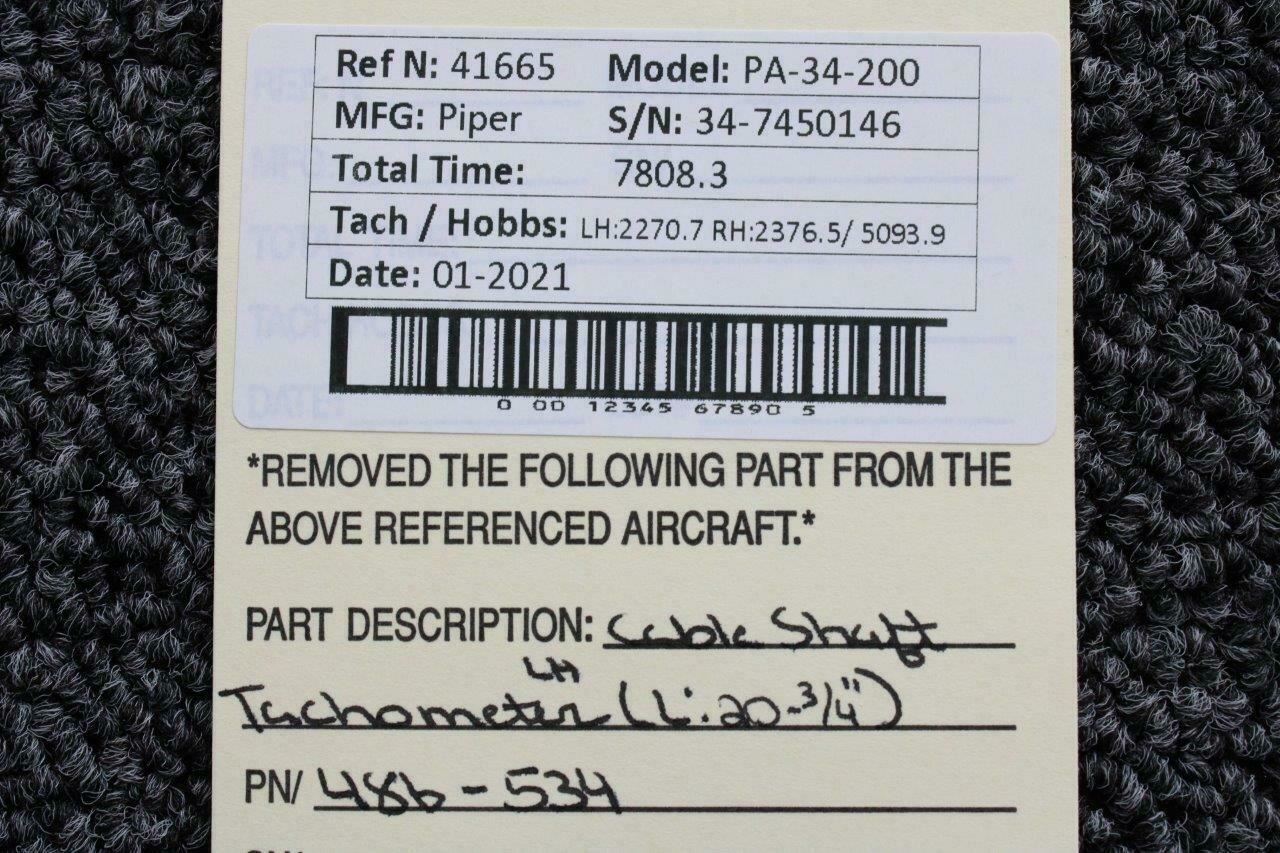 Ref N: 41665 Model: PA-34-200
MFG: Piper S/N: 34-7450146
Total Time: 7808.3
Tach / Hobbs: LH:2270.7 RH:2376.5/ 5093.9
Date: 01-2021
0 00 12345 67890 5
*REMOVED THE FOLLOWING PART FROM THE
ABOVE REFERENCED AIRCRAFT.*
PART DESCRIPTION: Cable Shaft
LH
Tachometer (L: 20-3/4")
PN/ 486-534